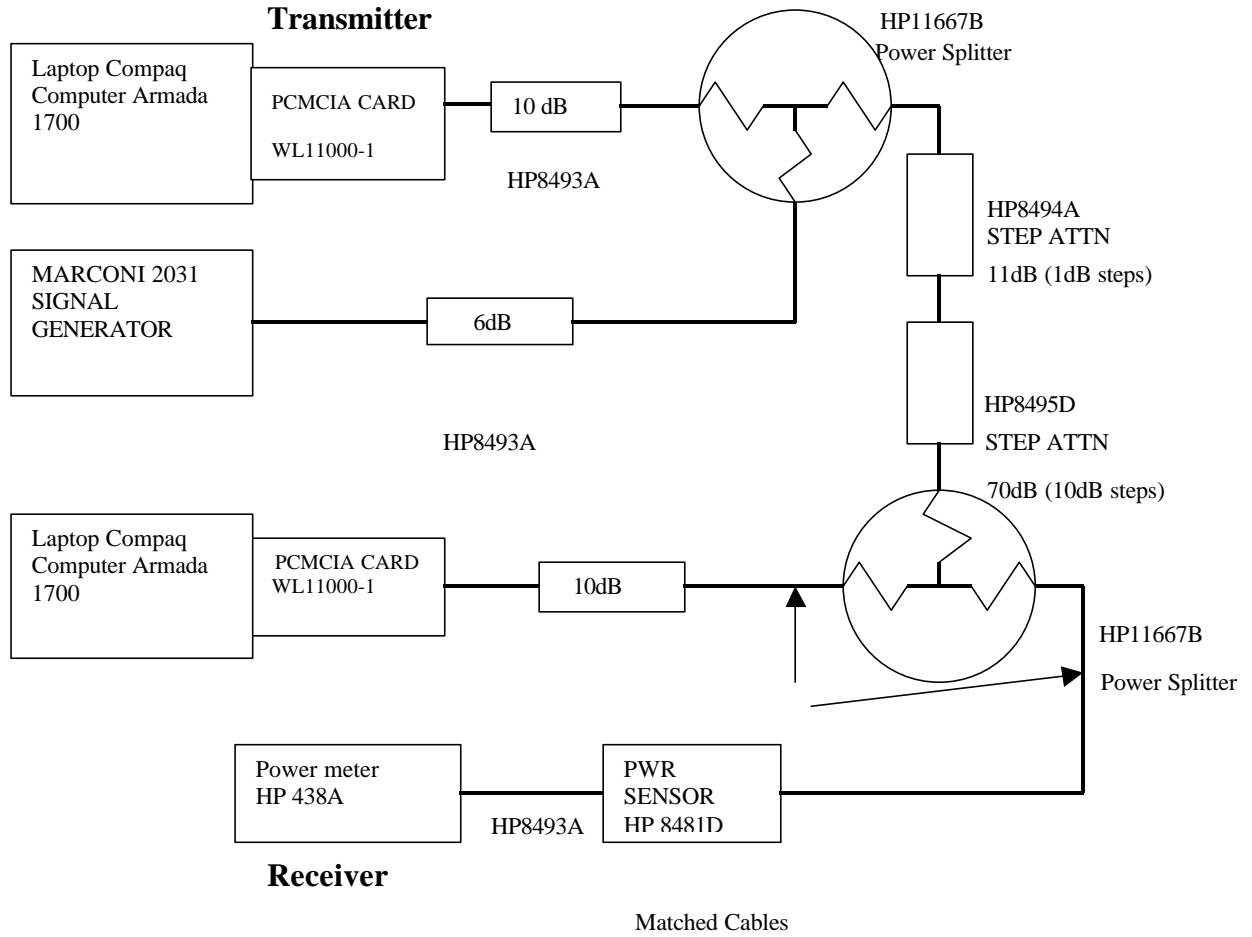 Transmitter
HP11667B
Power Splitter
Laptop Compaq
Computer Armada
1700
PCMCIA CARD
WL11000-1
10 dB
HP8493A
HP8494A
STEP ATTN
11dB (1dB steps)
MARCONI 2031
SIGNAL
GENERATOR
6dB
HP8493A
HP8495D
STEP ATTN
70dB (10dB steps)
Laptop Compaq
Computer Armada
1700
PCMCIA CARD
WL11000-1
10dB
HP11667B
Power Splitter
Power meter
HP 438A
HP8493A
PWR
SENSOR
HP 8481D
Receiver
Matched Cables